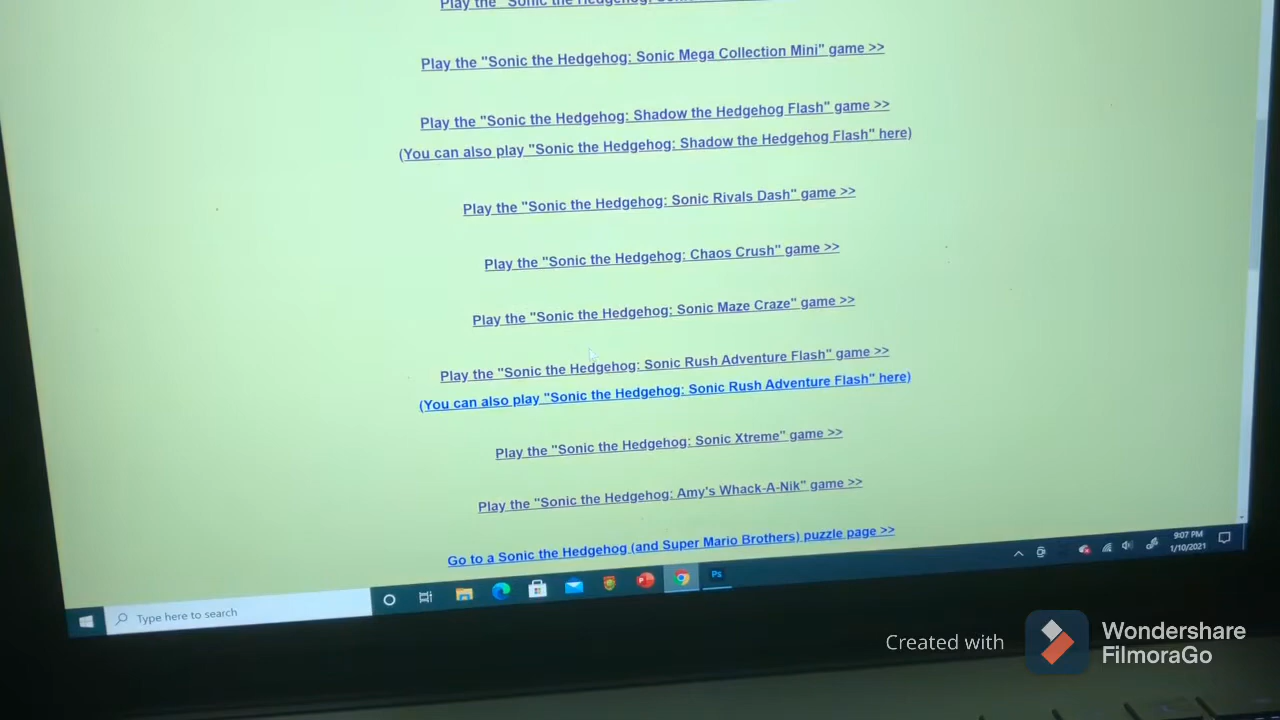 Play the "Sonic the Hedgehog:
Play the "Sonic the Hedgehog: Sonic Mega Collection Mini" game >>
Play the "Sonic the Hedgehog: Shadow the Hedgehog Flash" game >>
(You can also play "Sonic the Hedgehog: Shadow the Hedgehog Flash" here)
Play the "Sonic the Hedgehog: Sonic Rivals Dash" game >>
Play the "Sonic the Hedgehog: Chaos Crush" game >>
Play the "Sonic the Hedgehog: Sonic Maze Craze" game >>
Play the "Sonic the Hedgehog: Sonic Rush Adventure Flash" game >>
(You can also play "Sonic the Hedgehog: Sonic Rush Adventure Flash" here)
Play the "Sonic the Hedgehog: Sonic Xtreme" game >>
Play the "Sonic the Hedgehog: Amy's Whack-A-Nik" game >>
Go to a Sonic the Hedgehog (and Super Mario Brothers) puzzle page >>
Type here to search
Ps
9:07 PM
1/10/2021
Created with
Wondershare
FilmoraGo